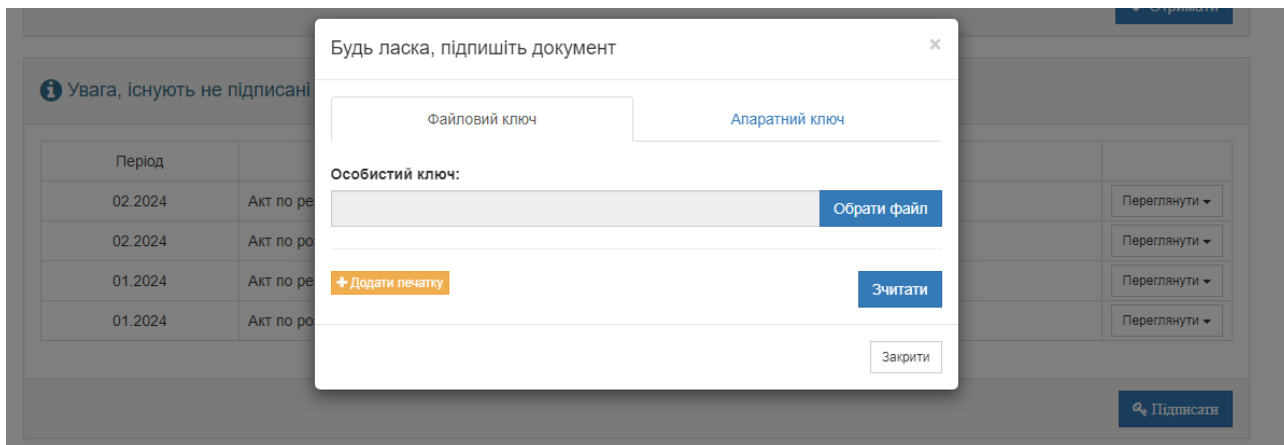 Отримати
Будь ласка, підпишіть документ
×
Увага, існують не підписані
Файловий ключ
Апаратний ключ
Період
Особистий ключ:
Обрати файл
02.2024
Акт по ре
Переглянути
02.2024
Акт по ро
Переглянути
01.2024
Акт по ре
Переглянути
+ Додати печатку
Зчитати
01.2024
Акт по ро
Переглянути
Закрити
Підписати